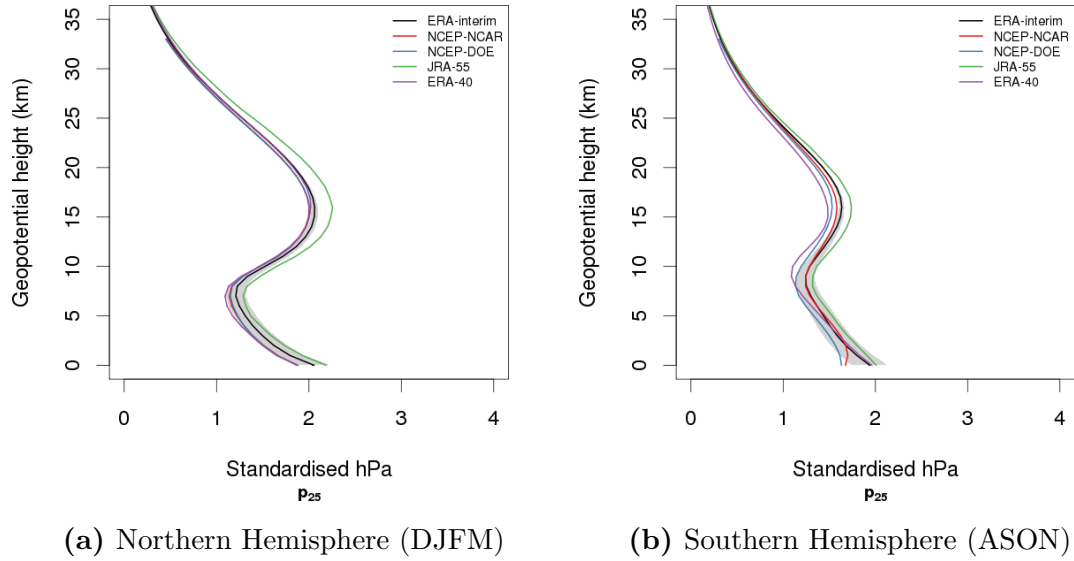 35
30
25
20
15
10
5
0
Geopotential height (km)
ERA-interim
NCEP-NCAR
NCEP-DOE
JRA-55
ERA-40
0 1 2 3 4
Standardised hPa
p₂₅
(a) Northern Hemisphere (DJFM)
35
30
25
20
15
10
5
0
Geopotential height (km)
ERA-interim
NCEP-NCAR
NCEP-DOE
JRA-55
ERA-40
0 1 2 3 4
Standardised hPa
p₂₅
(b) Southern Hemisphere (ASON)